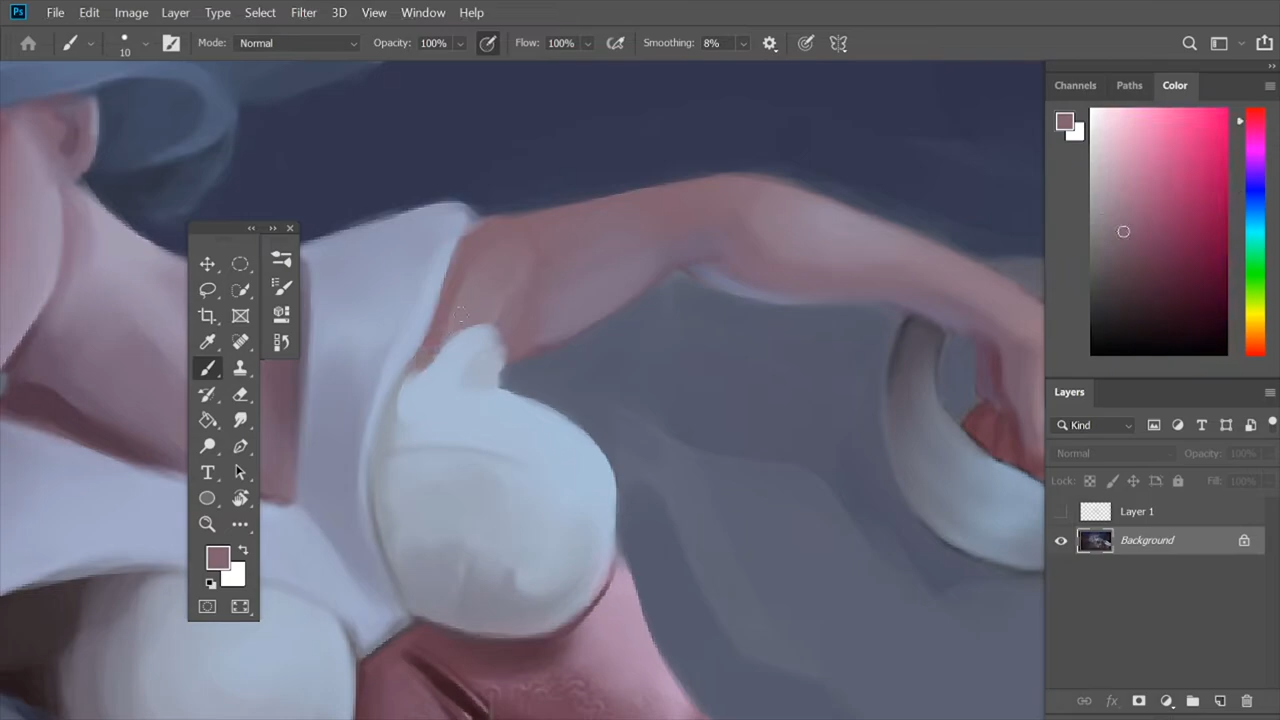 Ps File Edit Image Layer Type Select Filter 3D View Window Help
10 Mode: Normal Opacity: 100% Flow: 100% Smoothing: 8%
Channels Paths Color
Layers
Kind
Normal Opacity: 100%
Lock: Fill: 100%
Layer 1
Background
T
fx